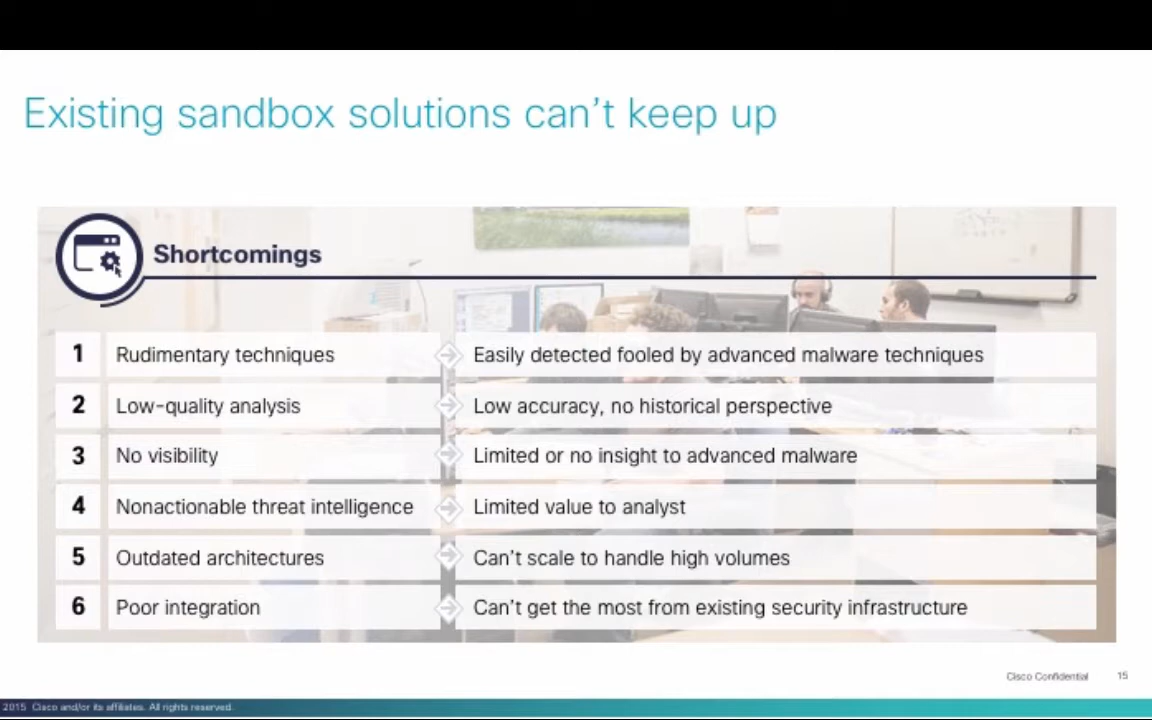 Existing sandbox solutions can't keep up
Shortcomings
1 Rudimentary techniques Easily detected fooled by advanced malware techniques
2 Low-quality analysis Low accuracy, no historical perspective
3 No visibility Limited or no insight to advanced malware
4 Nonactionable threat intelligence Limited value to analyst
5 Outdated architectures Can't scale to handle high volumes
6 Poor integration Can't get the most from existing security infrastructure
Cisco Confidential 15
2015 Cisco and/or its affiliates. All rights reserved.